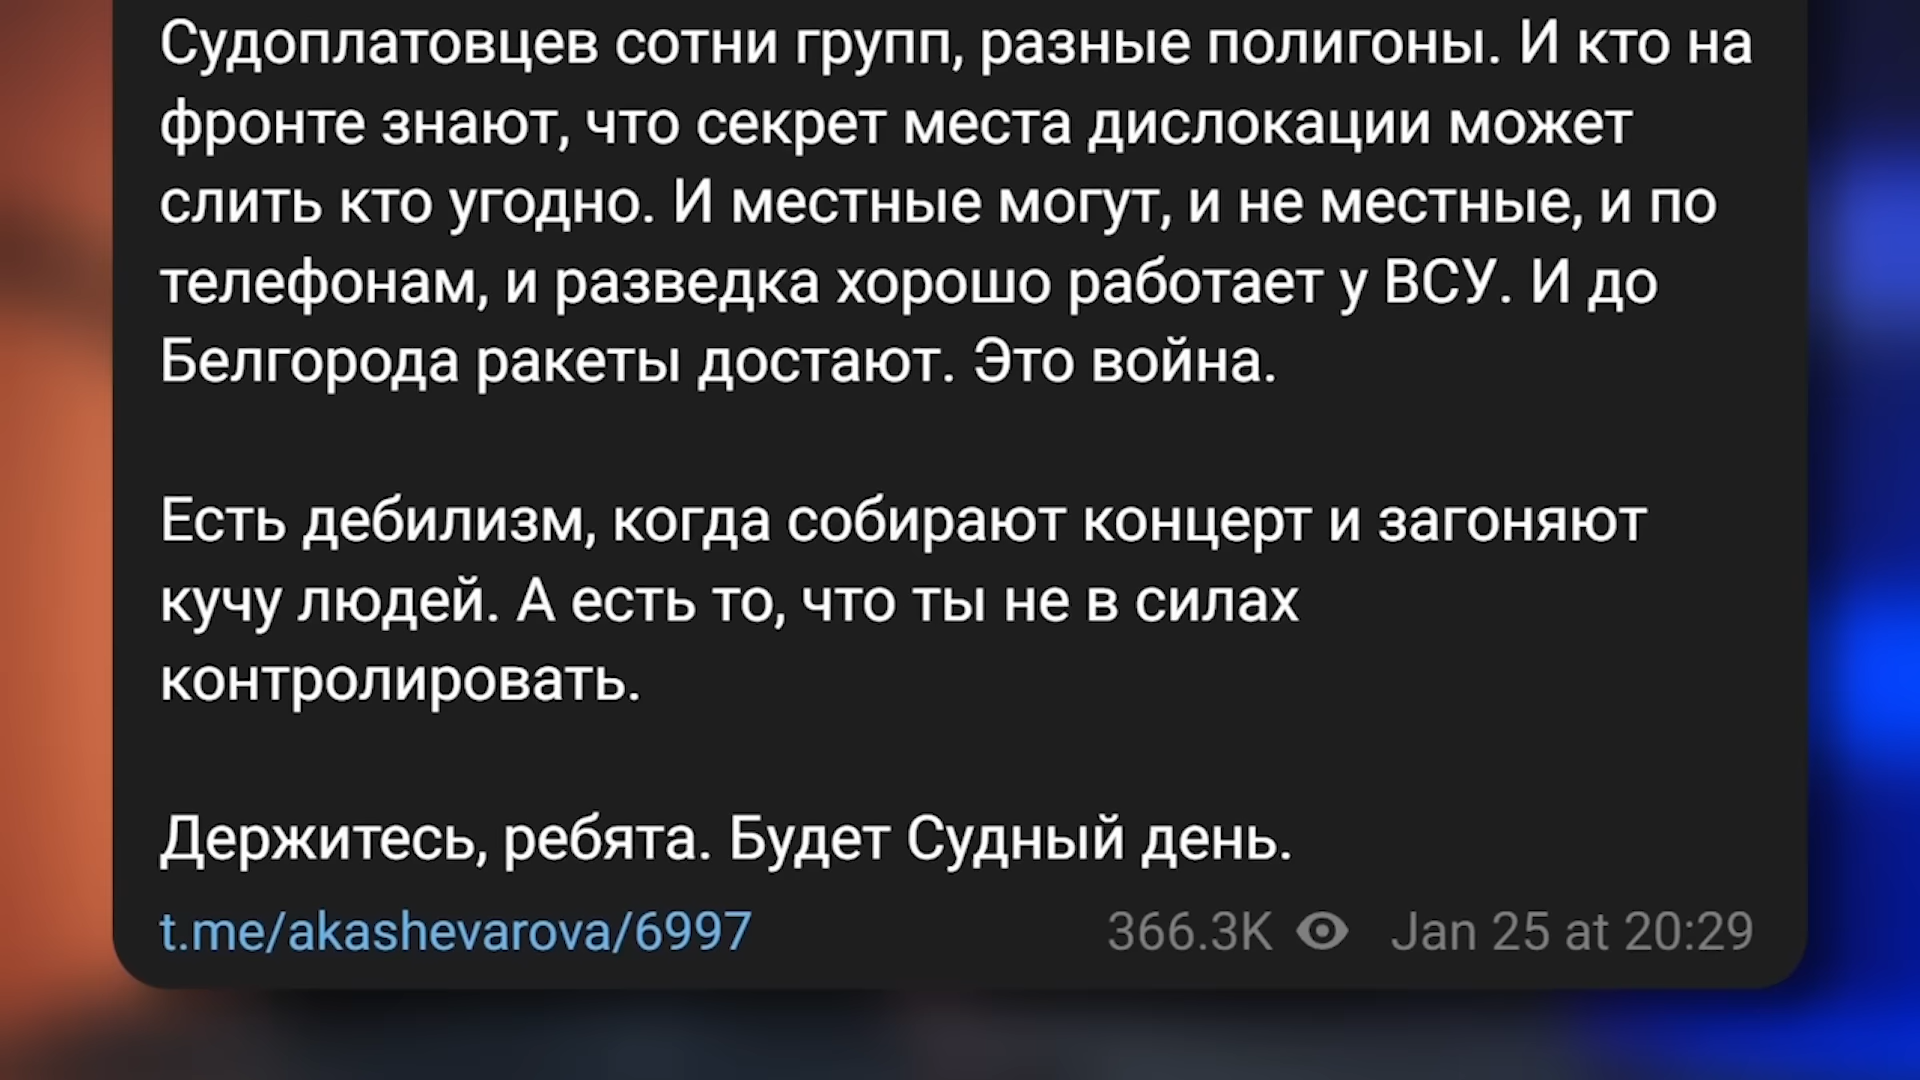 Судоплатовцев сотни групп, разные полигоны. И кто на
фронте знают, что секрет места дислокации может
слить кто угодно. И местные могут, и не местные, и по
телефонам, и разведка хорошо работает у ВСУ. И до
Белгорода ракеты достают. Это война.
Есть дебилизм, когда собирают концерт и загоняют
кучу людей. А есть то, что ты не в силах
контролировать.
Держитесь, ребята. Будет Судный день.
t.me/akashevarova/6997 366.3K Jan 25 at 20:29